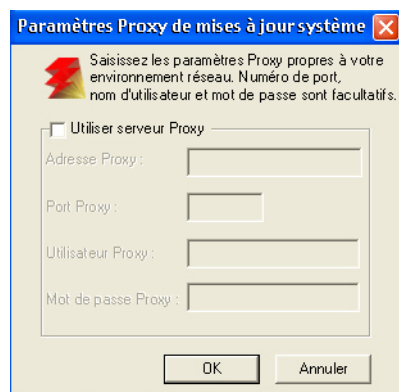 Paramètres Proxy de mises à jour système
Saisissez les paramètres Proxy propres à votre
environnement réseau. Numéro de port,
nom d'utilisateur et mot de passe sont facultatifs.
Utiliser serveur Proxy
Adresse Proxy :
Port Proxy :
Utilisateur Proxy :
Mot de passe Proxy :
OK
Annuler